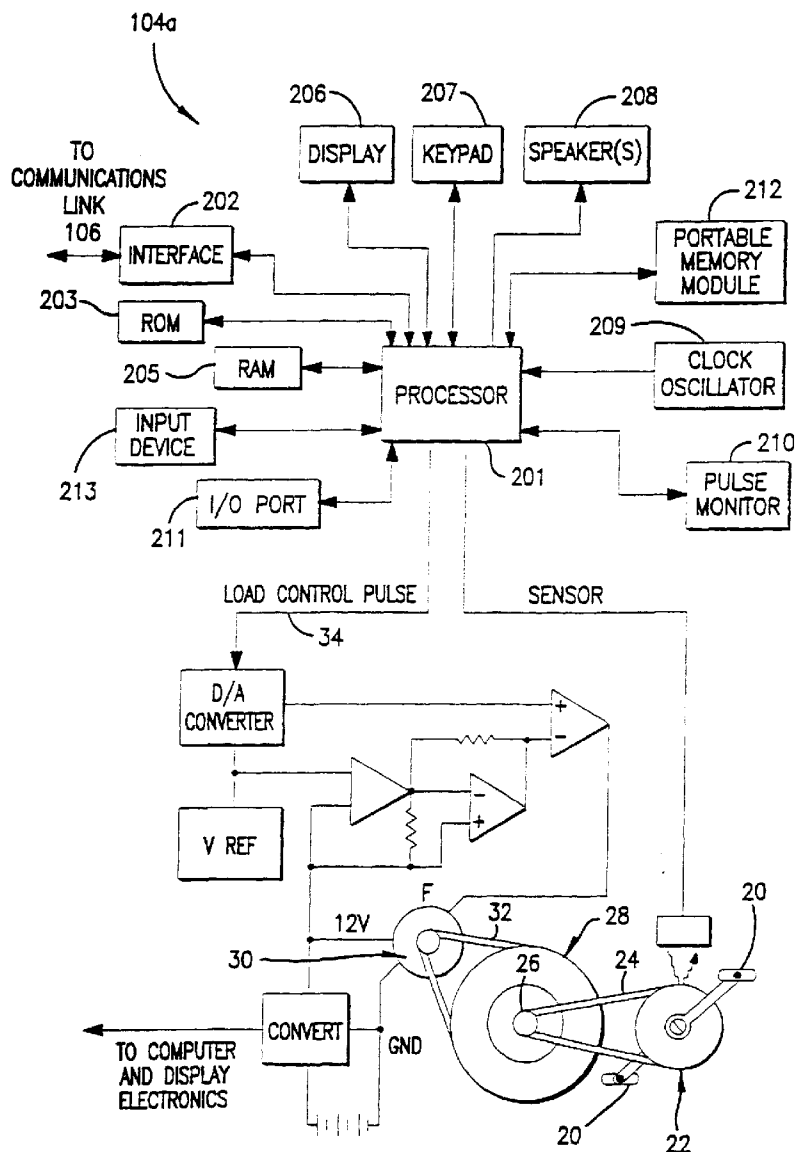 104a
206
207
208
DISPLAY
KEYPAD
SPEAKER(S)
TO
COMMUNICATIONS
LINK
106
202
INTERFACE
212
PORTABLE
MEMORY
MODULE
203
ROM
209
CLOCK
OSCILLATOR
205
RAM
PROCESSOR
201
INPUT
DEVICE
213
210
PULSE
MONITOR
I/O PORT
211
LOAD CONTROL PULSE
34
SENSOR
D/A
CONVERTER
+
-
-
+
V REF
F
12V
30
32
28
26
24
20
CONVERT
GND
TO COMPUTER
AND DISPLAY
ELECTRONICS
20
22